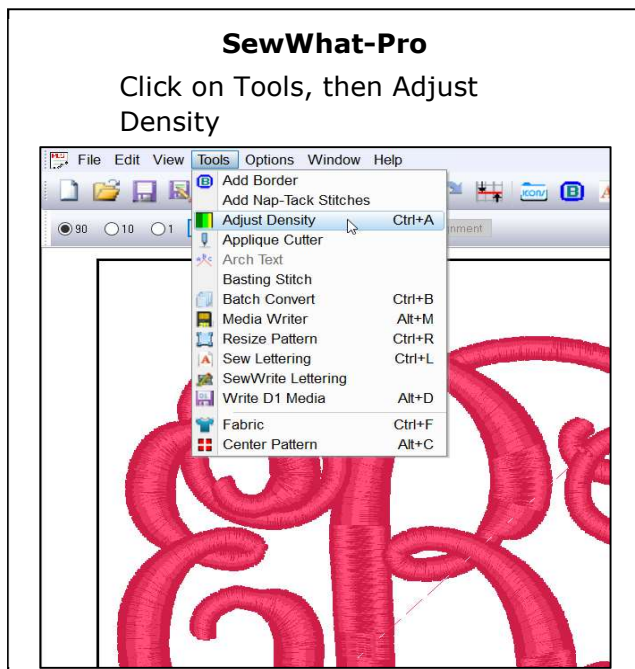 SewWhat-Pro
Click on Tools, then Adjust
Density
File Edit View Tools Options Window Help
Add Border
Add Nap-Tack Stitches
Adjust Density Ctrl+A
90 10 1
Applique Cutter
Arch Text
Basting Stitch
Batch Convert Ctrl+B
Media Writer Alt+M
Resize Pattern Ctrl+R
Sew Lettering Ctrl+L
SewWrite Lettering
Write D1 Media Alt+D
Fabric Ctrl+F
Center Pattern Alt+C